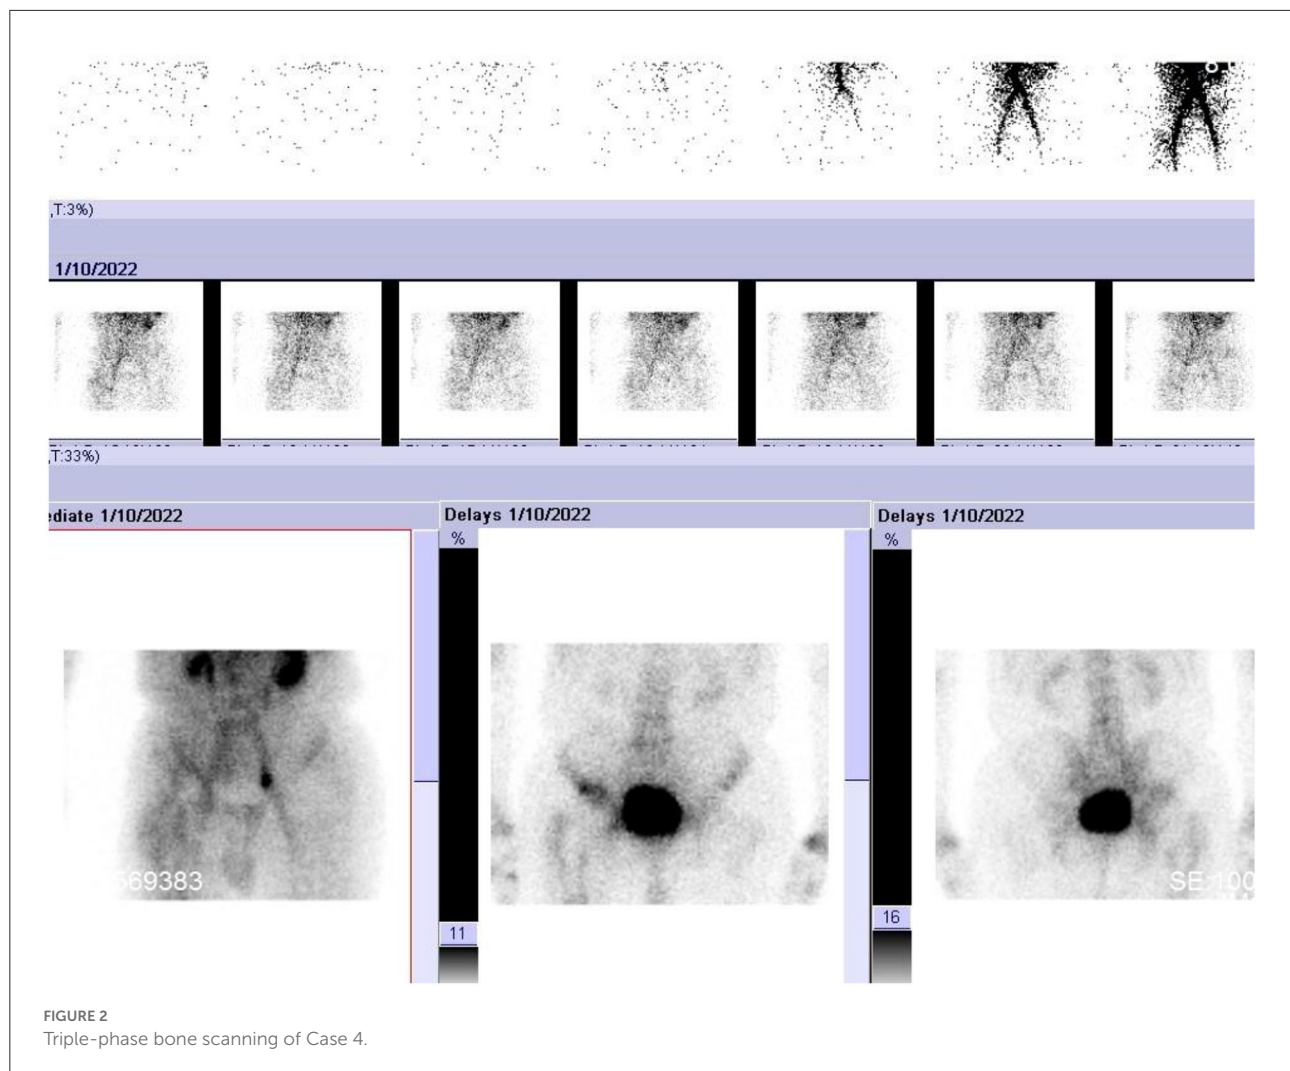 ,T:3%)
1/10/2022
,T:33%)
ediate 1/10/2022
Delays 1/10/2022
Delays 1/10/2022
%
%
569383
SE:100
11
16
FIGURE 2
Triple-phase bone scanning of Case 4.